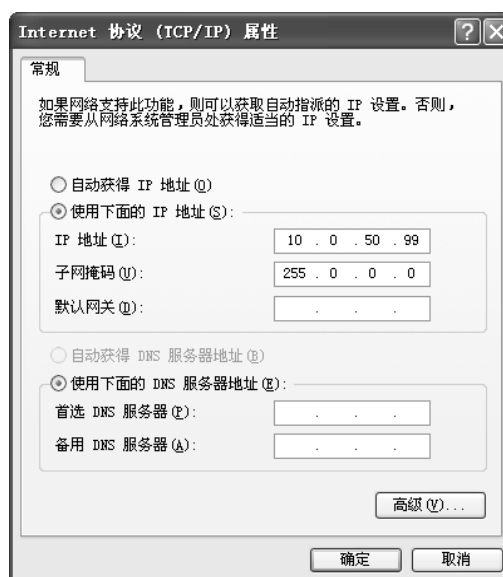 Internet 协议 (TCP/IP) 属性
常规
如果网络支持此功能,则可以获取自动指派的 IP 设置。否则,
您需要从网络系统管理员处获得适当的 IP 设置。
自动获得 IP 地址(O)
使用下面的 IP 地址(S):
IP 地址(I): 10 . 0 . 50 . 99
子网掩码(U): 255 . 0 . 0 . 0
默认网关(D): . . .
自动获得 DNS 服务器地址(B)
使用下面的 DNS 服务器地址(E):
首选 DNS 服务器(P): . . .
备用 DNS 服务器(A): . . .
高级(V)...
确定 取消